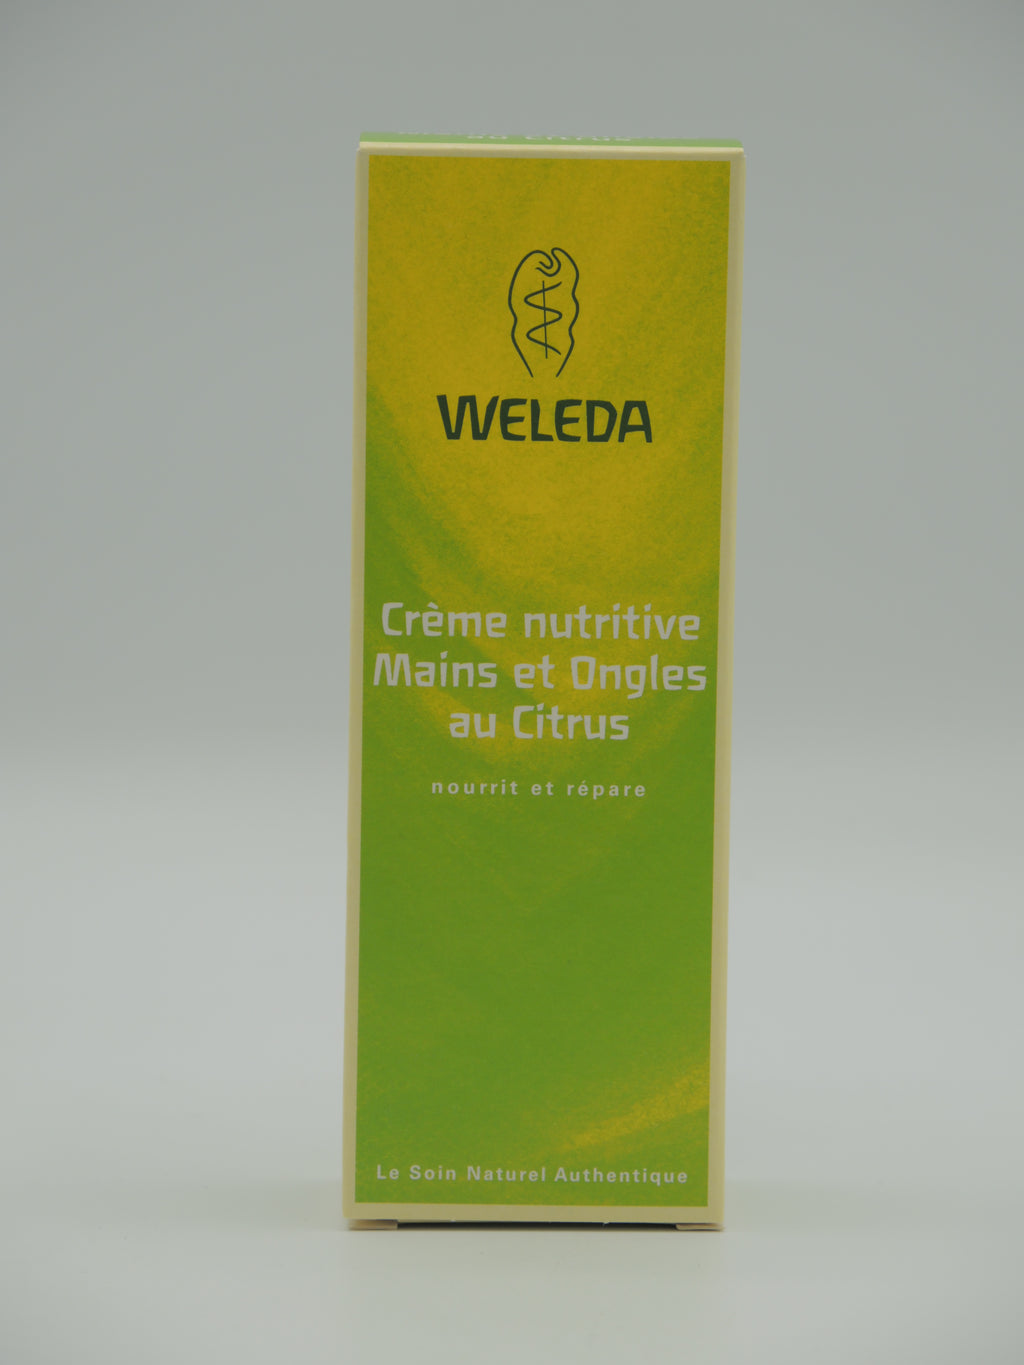 WELEDA
Crème nutritive
Mains et Ongles
au Citrus
nourrit et répare
Le Soin Naturel Authentique